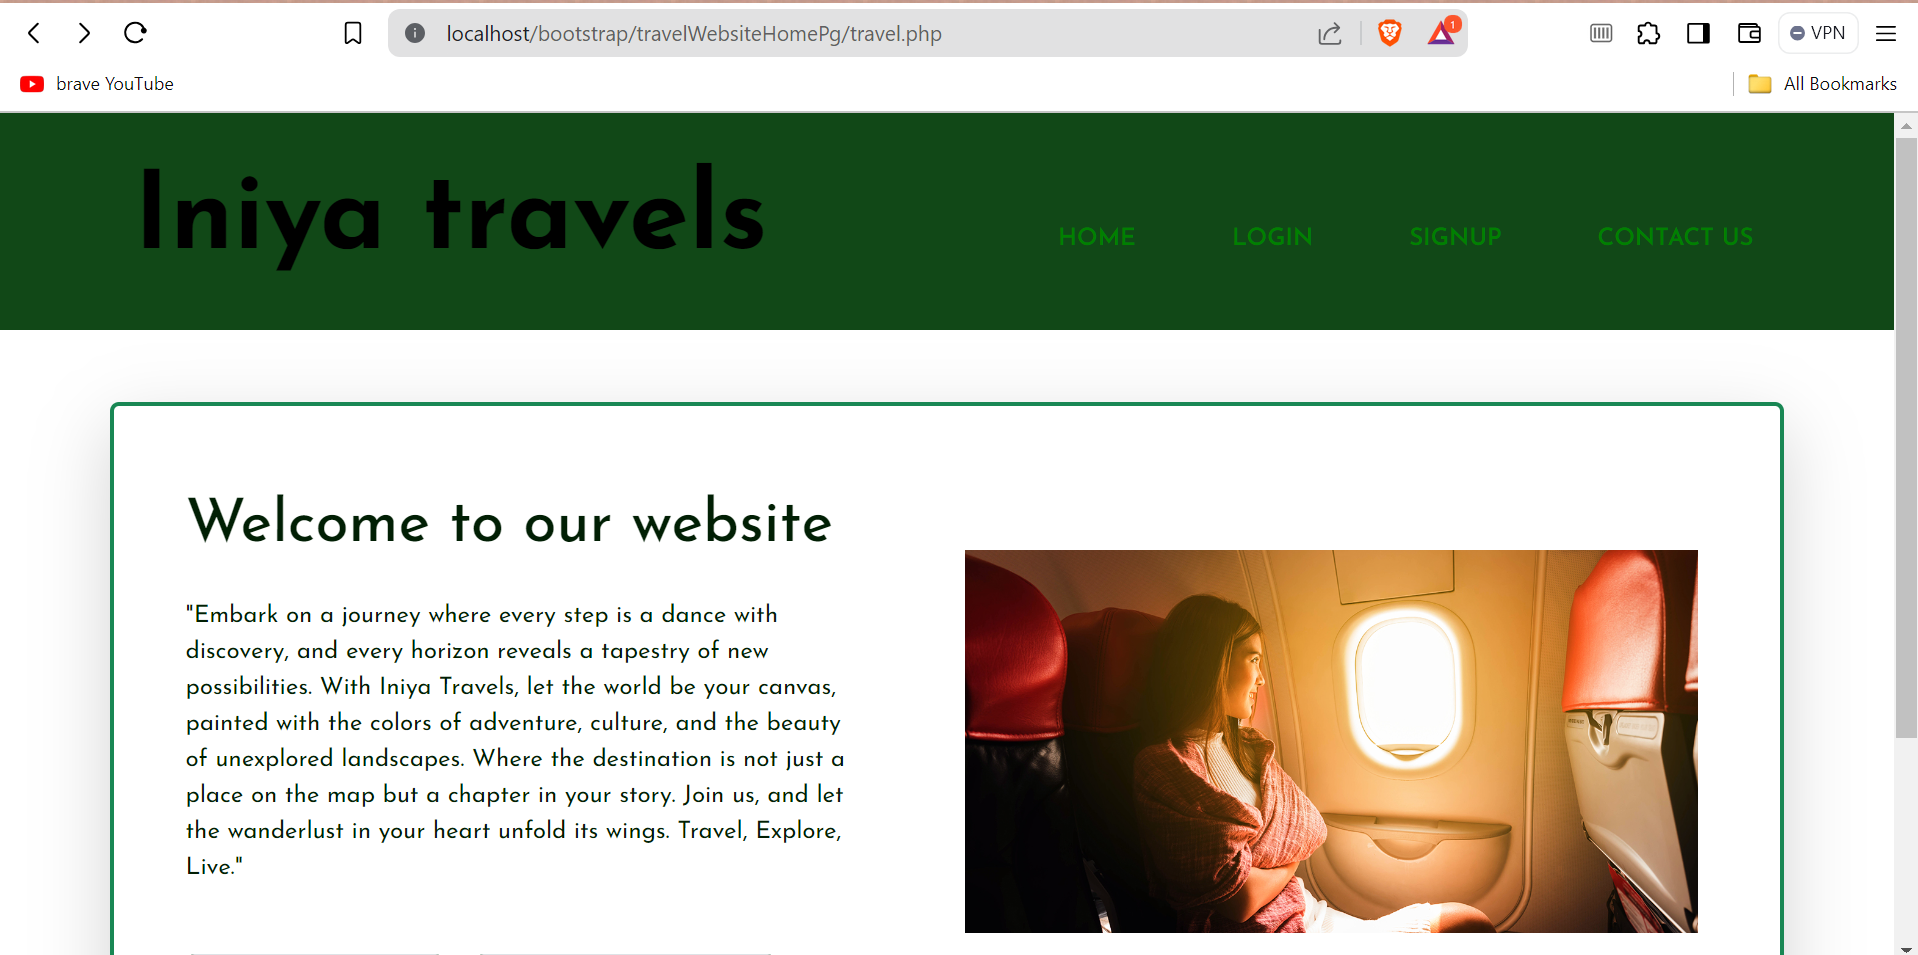 localhost/bootstrap/travelWebsiteHomePg/travel.php
1
VPN
brave YouTube
All Bookmarks
Iniya travels
HOME
LOGIN
SIGNUP
CONTACT US
Welcome to our website
"Embark on a journey where every step is a dance with
discovery, and every horizon reveals a tapestry of new
possibilities. With Iniya Travels, let the world be your canvas,
painted with the colors of adventure, culture, and the beauty
of unexplored landscapes. Where the destination is not just a
place on the map but a chapter in your story. Join us, and let
the wanderlust in your heart unfold its wings. Travel, Explore,
Live."